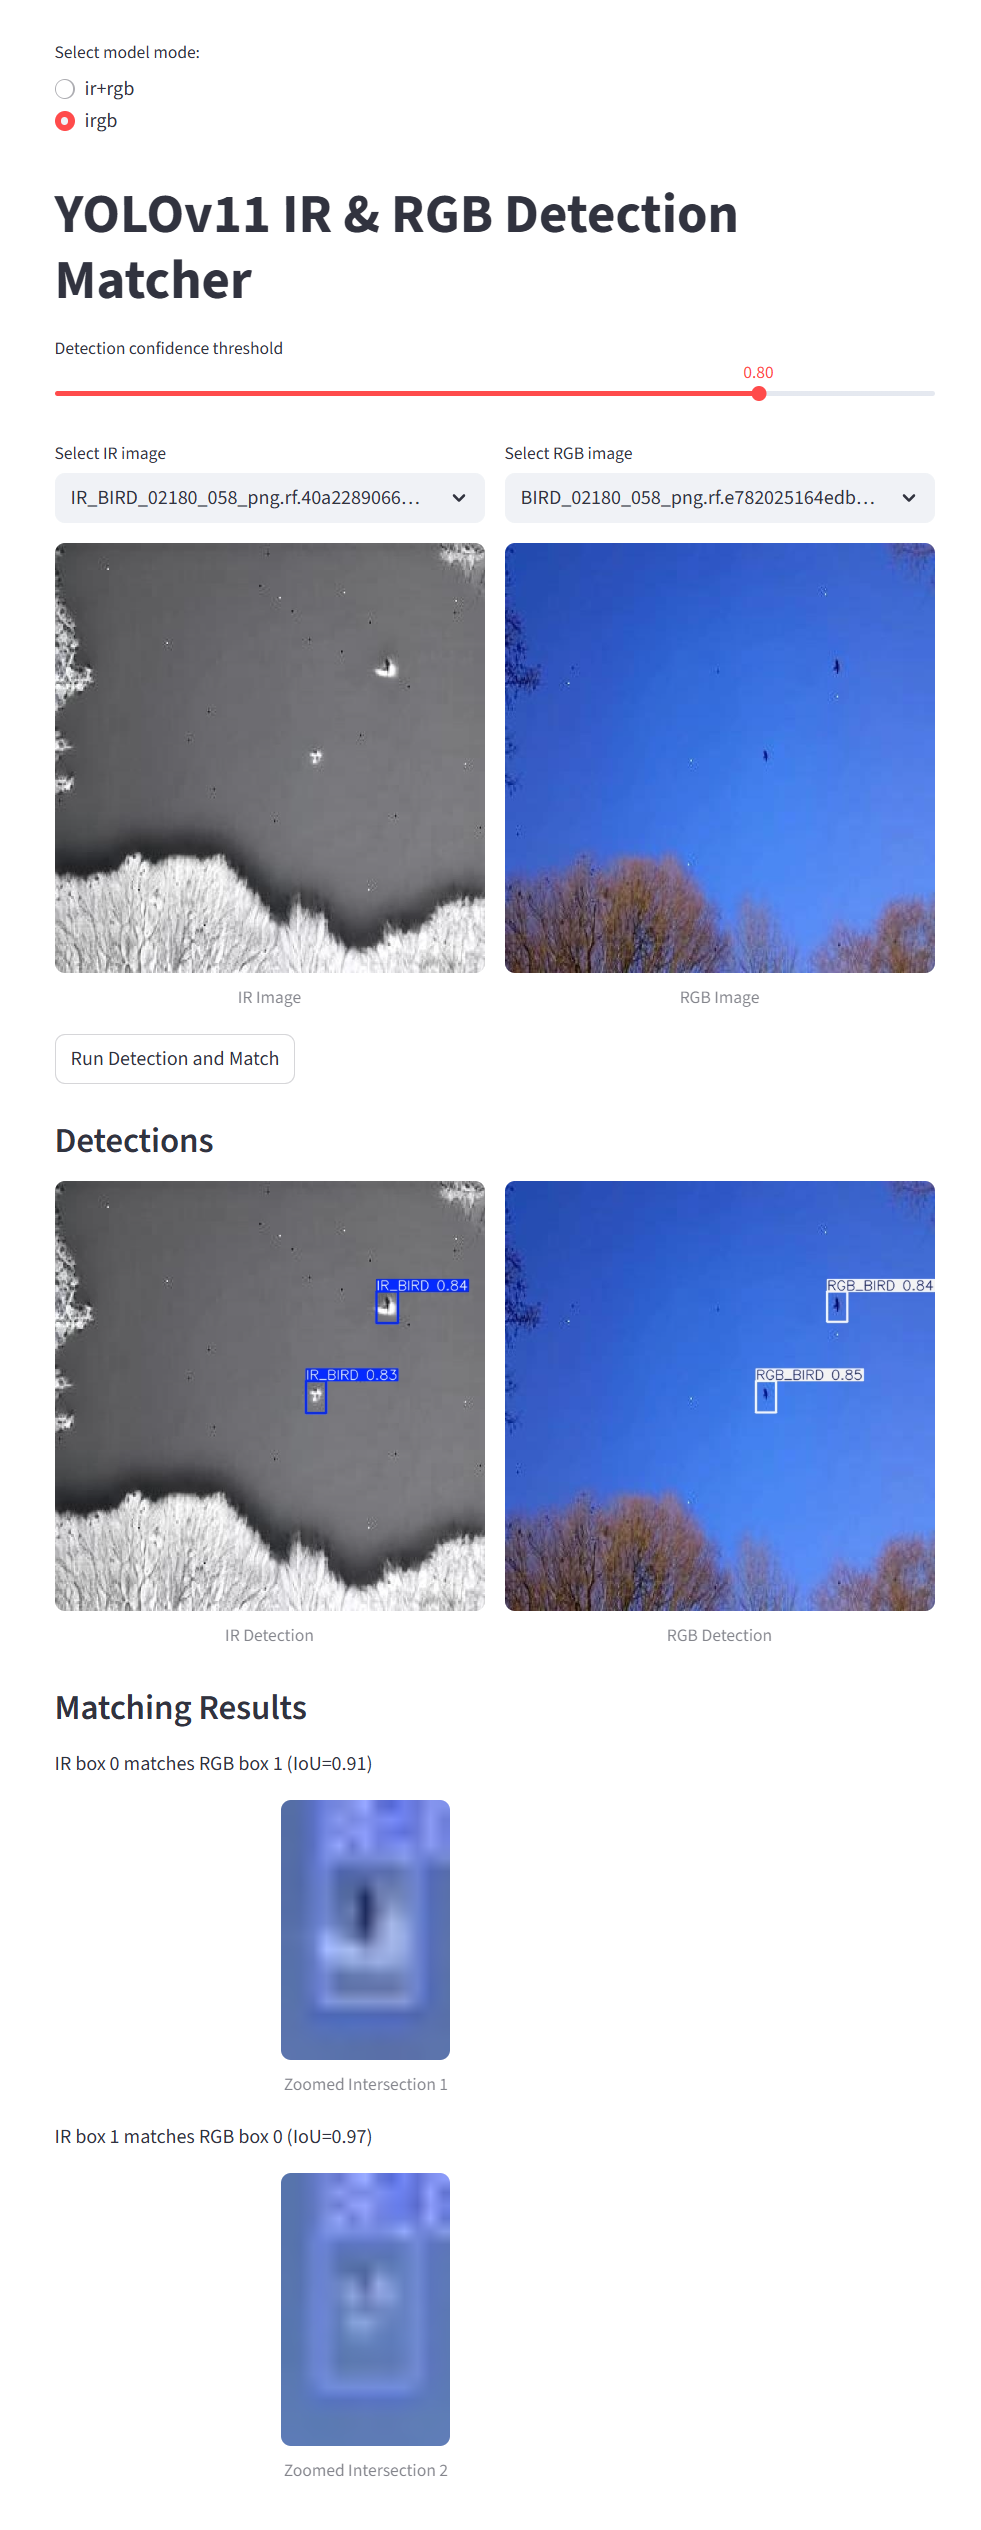 Select model mode:
ir+rgb
irgb
YOLOv11 IR & RGB Detection
Matcher
Detection confidence threshold
0.80
Select IR image
Select RGB image
IR_BIRD_02180_058_png.rf.40a2289066...
BIRD_02180_058_png.rf.e782025164edb...
IR Image
RGB Image
Run Detection and Match
Detections
IR_BIRD 0.84
RGB_BIRD 0.84
IR_BIRD 0.83
RGB_BIRD 0.85
IR Detection
RGB Detection
Matching Results
IR box 0 matches RGB box 1 (IoU=0.91)
Zoomed Intersection 1
IR box 1 matches RGB box 0 (IoU=0.97)
Zoomed Intersection 2